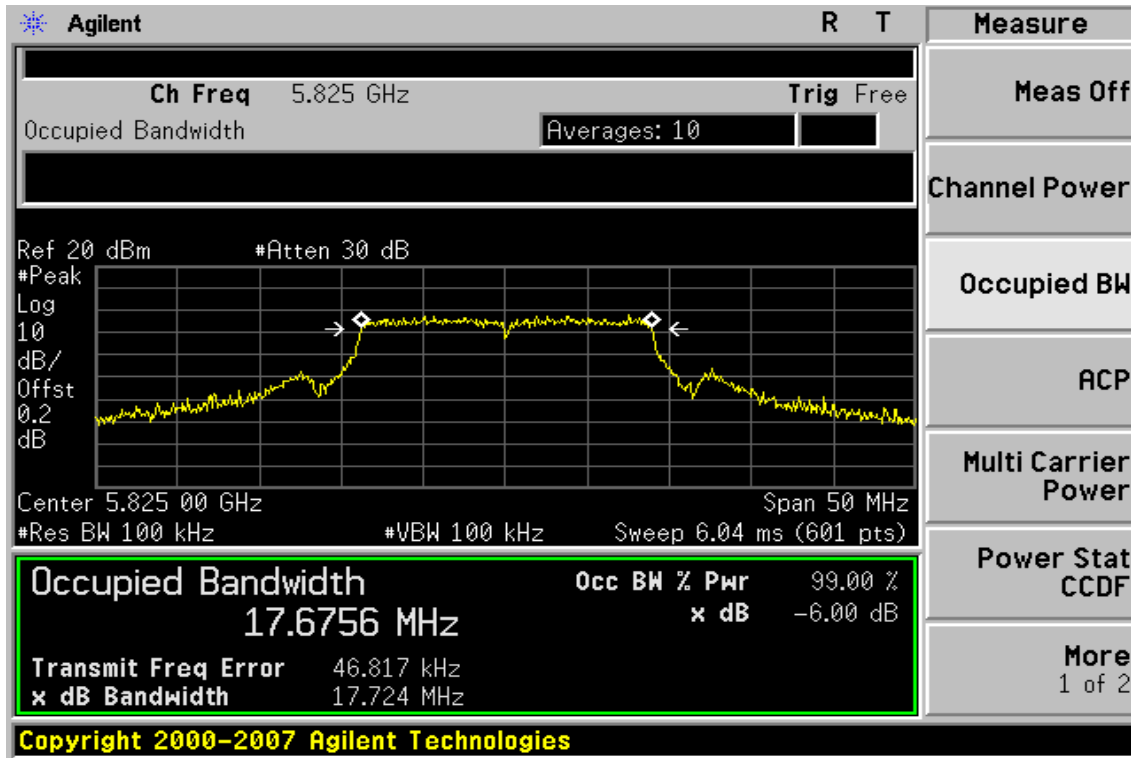 Agilent R T
Measure
Ch Freq 5.825 GHz Trig Free
Occupied Bandwidth Averages: 10
Ref 20 dBm #Atten 30 dB
#Peak
Log
10
dB/
Offst
0.2
dB
Center 5.825 00 GHz Span 50 MHz
#Res BW 100 kHz #VBW 100 kHz Sweep 6.04 ms (601 pts)
Occupied Bandwidth
17.6756 MHz
Occ BW % Pwr 99.00 %
x dB -6.00 dB
Transmit Freq Error 46.817 kHz
x dB Bandwidth 17.724 MHz
Meas Off
Channel Power
Occupied BW
ACP
Multi Carrier
Power
Power Stat
CCDF
More
1 of 2
Copyright 2000-2007 Agilent Technologies